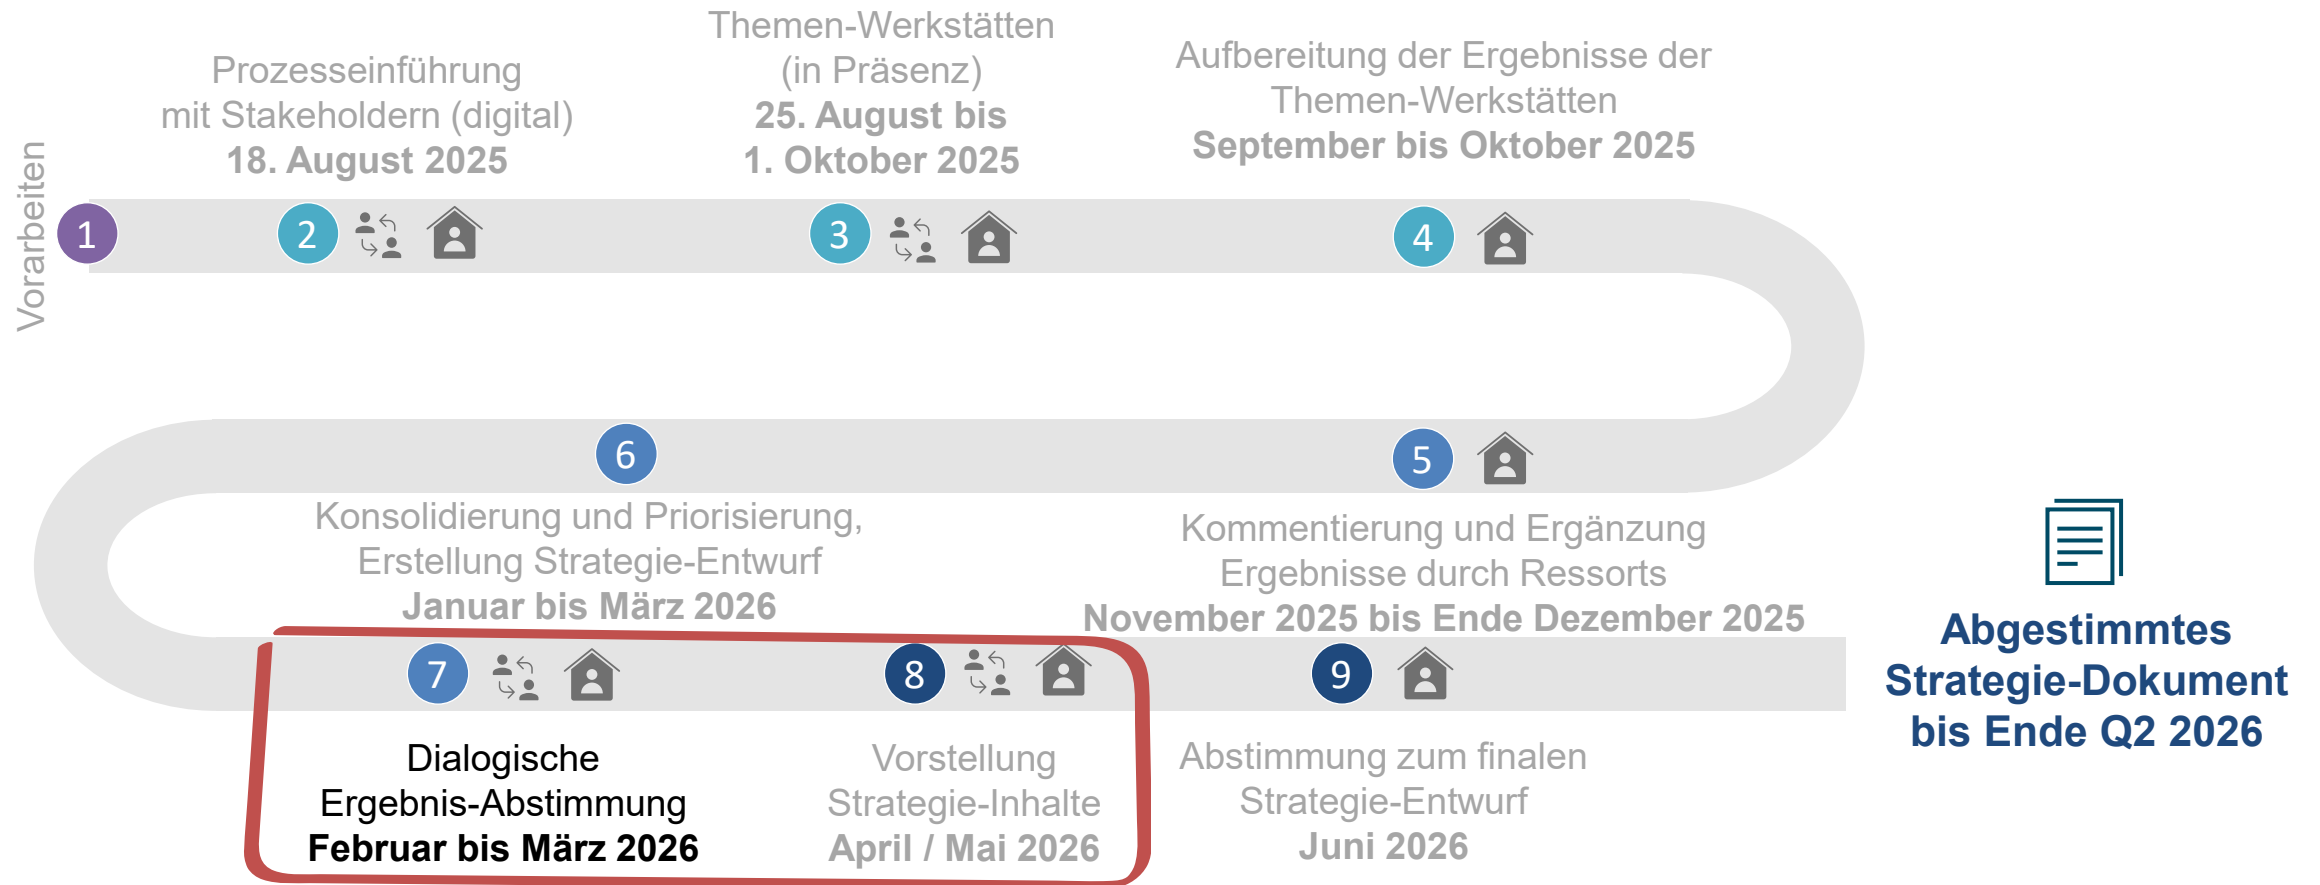 Vorarbeiten
Prozesseinführung
mit Stakeholdern (digital)
18. August 2025
Themen-Werkstätten
(in Präsenz)
25. August bis
1. Oktober 2025
Aufbereitung der Ergebnisse der
Themen-Werkstätten
September bis Oktober 2025
1
2
3
4
6
5
Konsolidierung und Priorisierung,
Erstellung Strategie-Entwurf
Januar bis März 2026
Kommentierung und Ergänzung
Ergebnisse durch Ressorts
November 2025 bis Ende Dezember 2025
7
8
9
Dialogische
Ergebnis-Abstimmung
Februar bis März 2026
Vorstellung
Strategie-Inhalte
April / Mai 2026
Abstimmung zum finalen
Strategie-Entwurf
Juni 2026
Abgestimmtes
Strategie-Dokument
bis Ende Q2 2026